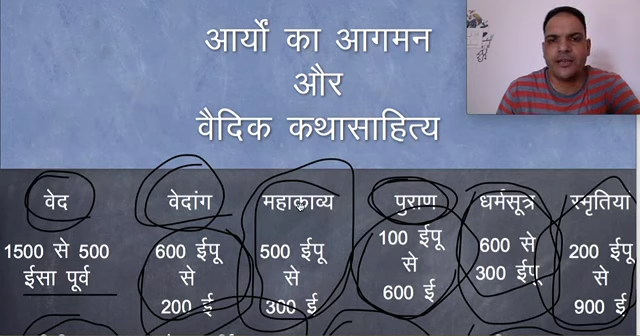 आर्यों का आगमन
और
वैदिक कथासाहित्य
वेद वेदांग महाकाव्य पुराण धर्मसूत्र स्मृतिया
1500 से 500 600 ईपू 500 ईपू 100 ईपू 600 से 200 ईपू
ईसा पूर्व से से से 300 ईपू से
200 ई 300 ई 600 ई 900 ई